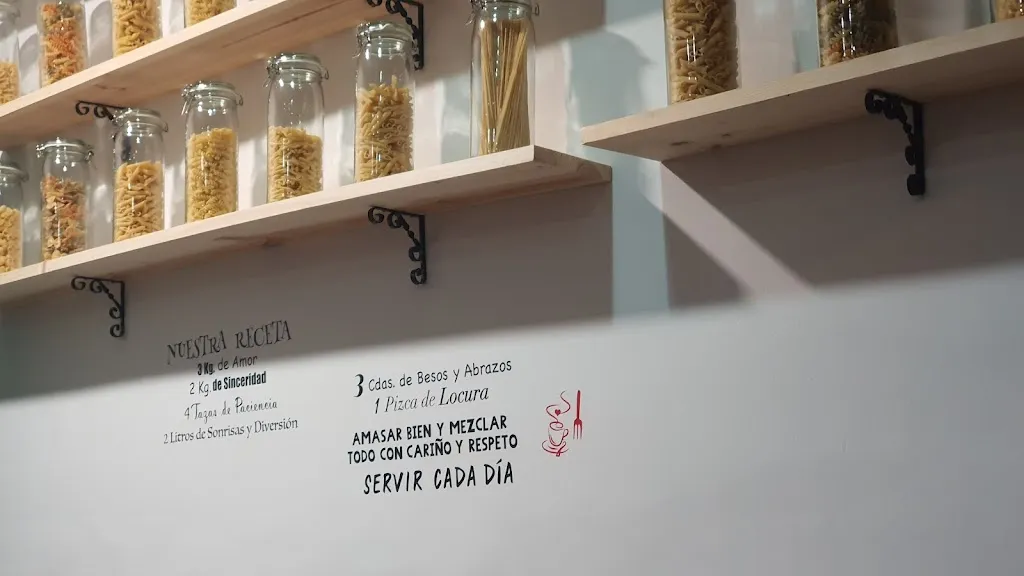 NUESTRA RECETA
3 Kg. de Amor
2 Kg. de Sinceridad
4 Tazas de Paciencia
2 Litros de Sonrisas y Diversión
3 Cdas. de Besos y Abrazos
1 Pizca de Locura
AMASAR BIEN Y MEZCLAR
TODO CON CARIÑO Y RESPETO
SERVIR CADA DÍA